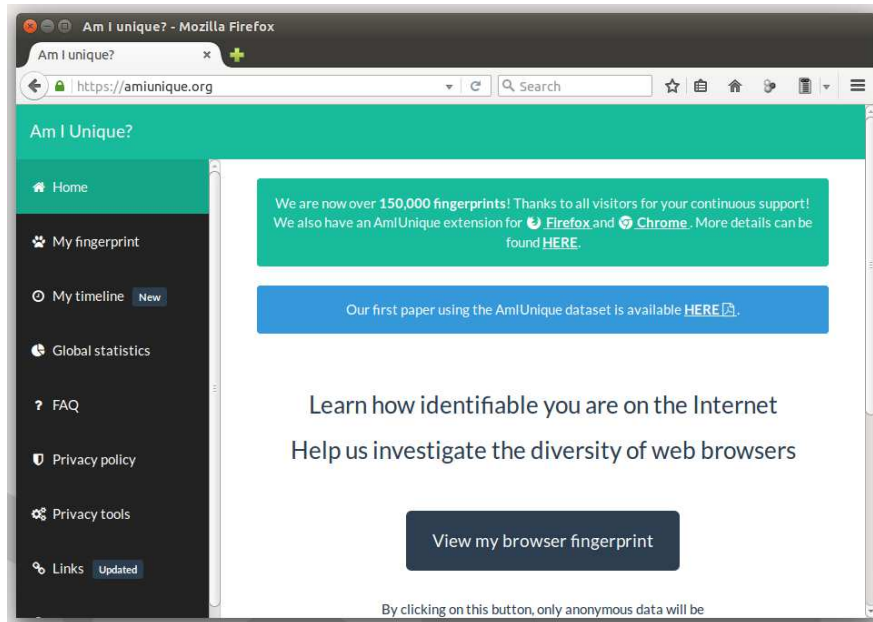 Am I unique? - Mozilla Firefox
Am I unique?
https://amiunique.org
Search
Am I Unique?
Home
My fingerprint
My timeline New
Global statistics
? FAQ
Privacy policy
Privacy tools
Links Updated
We are now over 150,000 fingerprints! Thanks to all visitors for your continuous support!
We also have an AmIUnique extension for Firefox and Chrome . More details can be
found HERE.
Our first paper using the AmIUnique dataset is available HERE .
Learn how identifiable you are on the Internet
Help us investigate the diversity of web browsers
View my browser fingerprint
By clicking on this button, only anonymous data will be